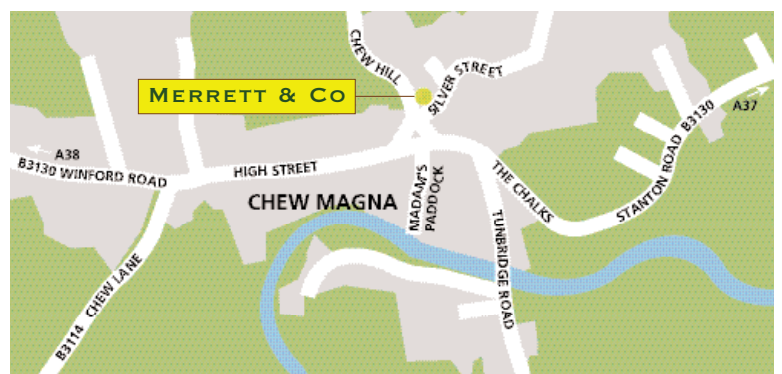 CHEW HILL
SILVER STREET
MERRETT & CO
A37
B3130
STANTON ROAD
A38
B3130 WINFORD ROAD
HIGH STREET
THE CHALKS
MADAM'S
PADDOCK
CHEW MAGNA
TUNBRIDGE ROAD
CHEW LANE
B3114